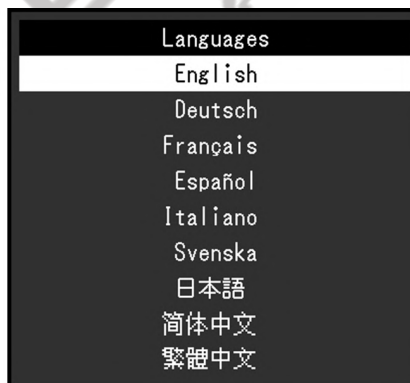 Languages
English
Deutsch
Français
Español
Italiano
Svenska
日本語
简体中文
繁體中文